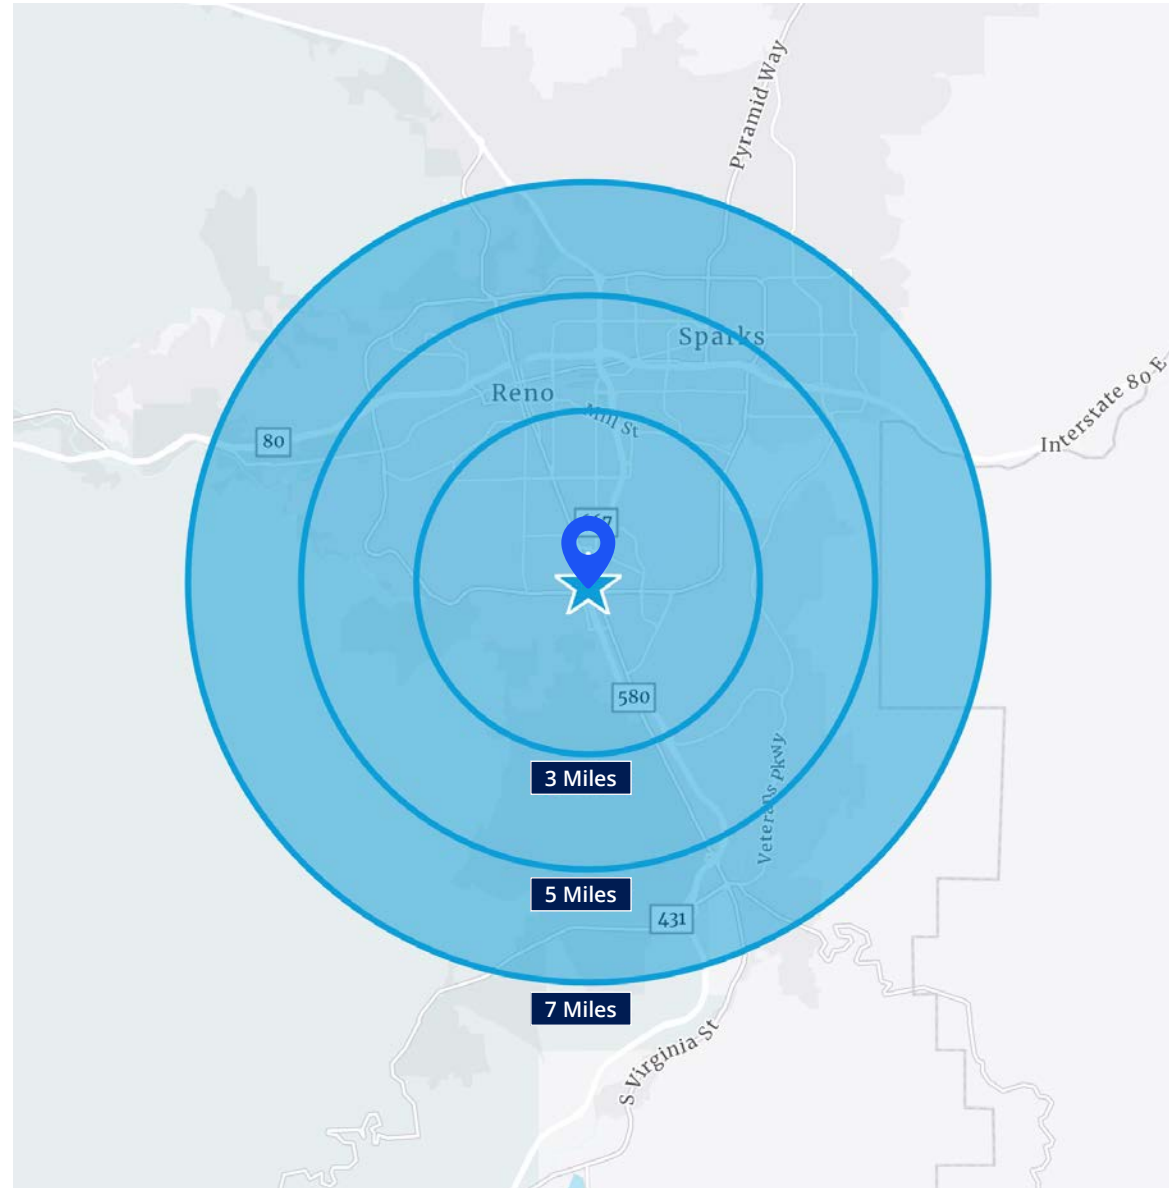 Pyramid Way
Sparks
Interstate 80 E
Reno
Mill St
80
580
Veterans Pkwy
3 Miles
5 Miles
431
7 Miles
S Virginia St